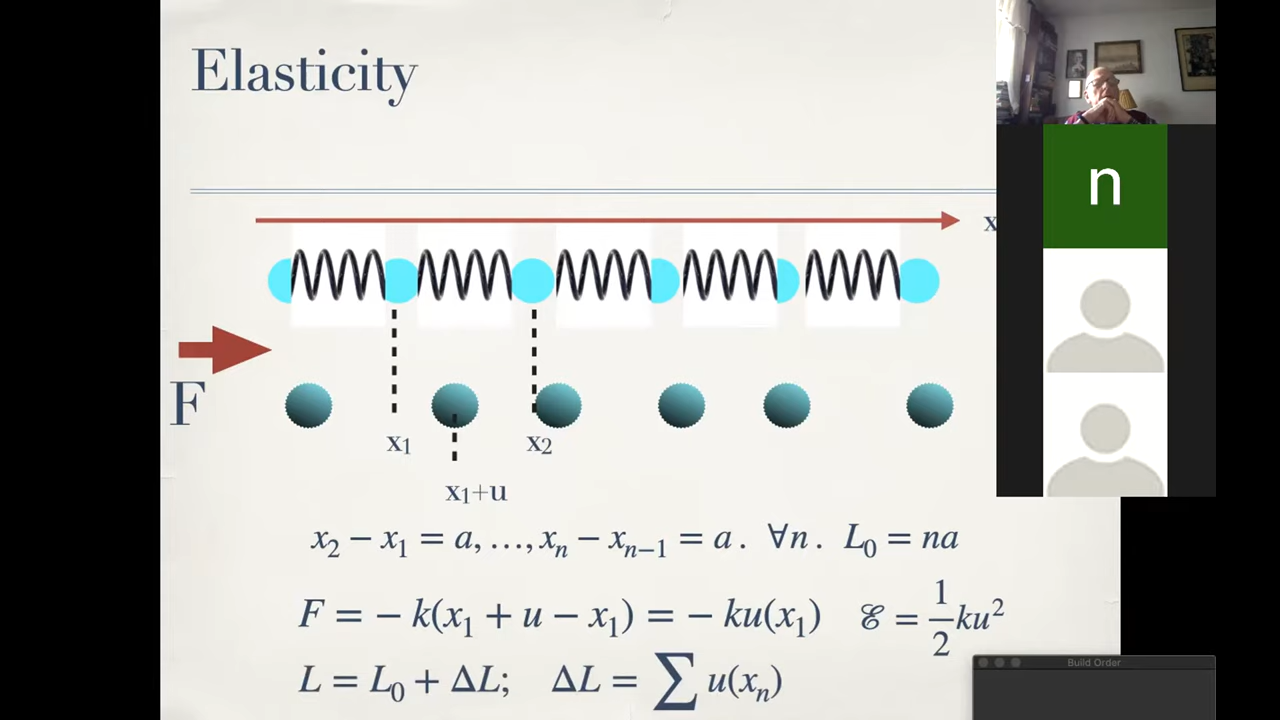 Elasticity
x
n
F
x₁
x₂
x₁+u
x₂ − x₁ = a, …, xₙ − xₙ₋₁ = a . ∀n . L₀ = na
F = − k(x₁ + u − x₁) = − ku(x₁) ℰ = 1/2 ku²
L = L₀ + ΔL; ΔL = ∑ u(xₙ)
Build Order